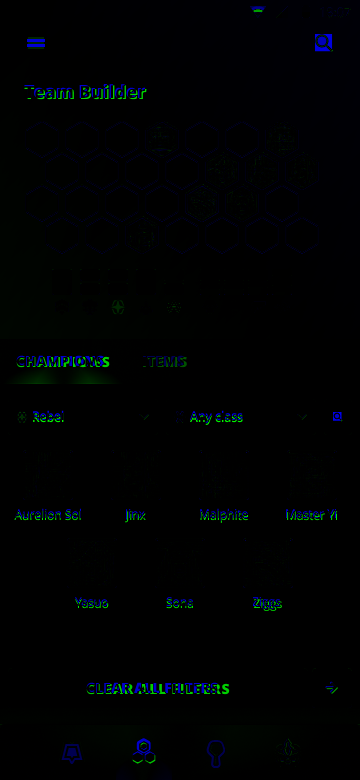 Team Builder
CHAMPIONS ITEMS
Rebel Any class
Aurelion Sol Jinx Malphite Master Yi
Yasuo Sona Ziggs
CLEAR ALL FILTERS